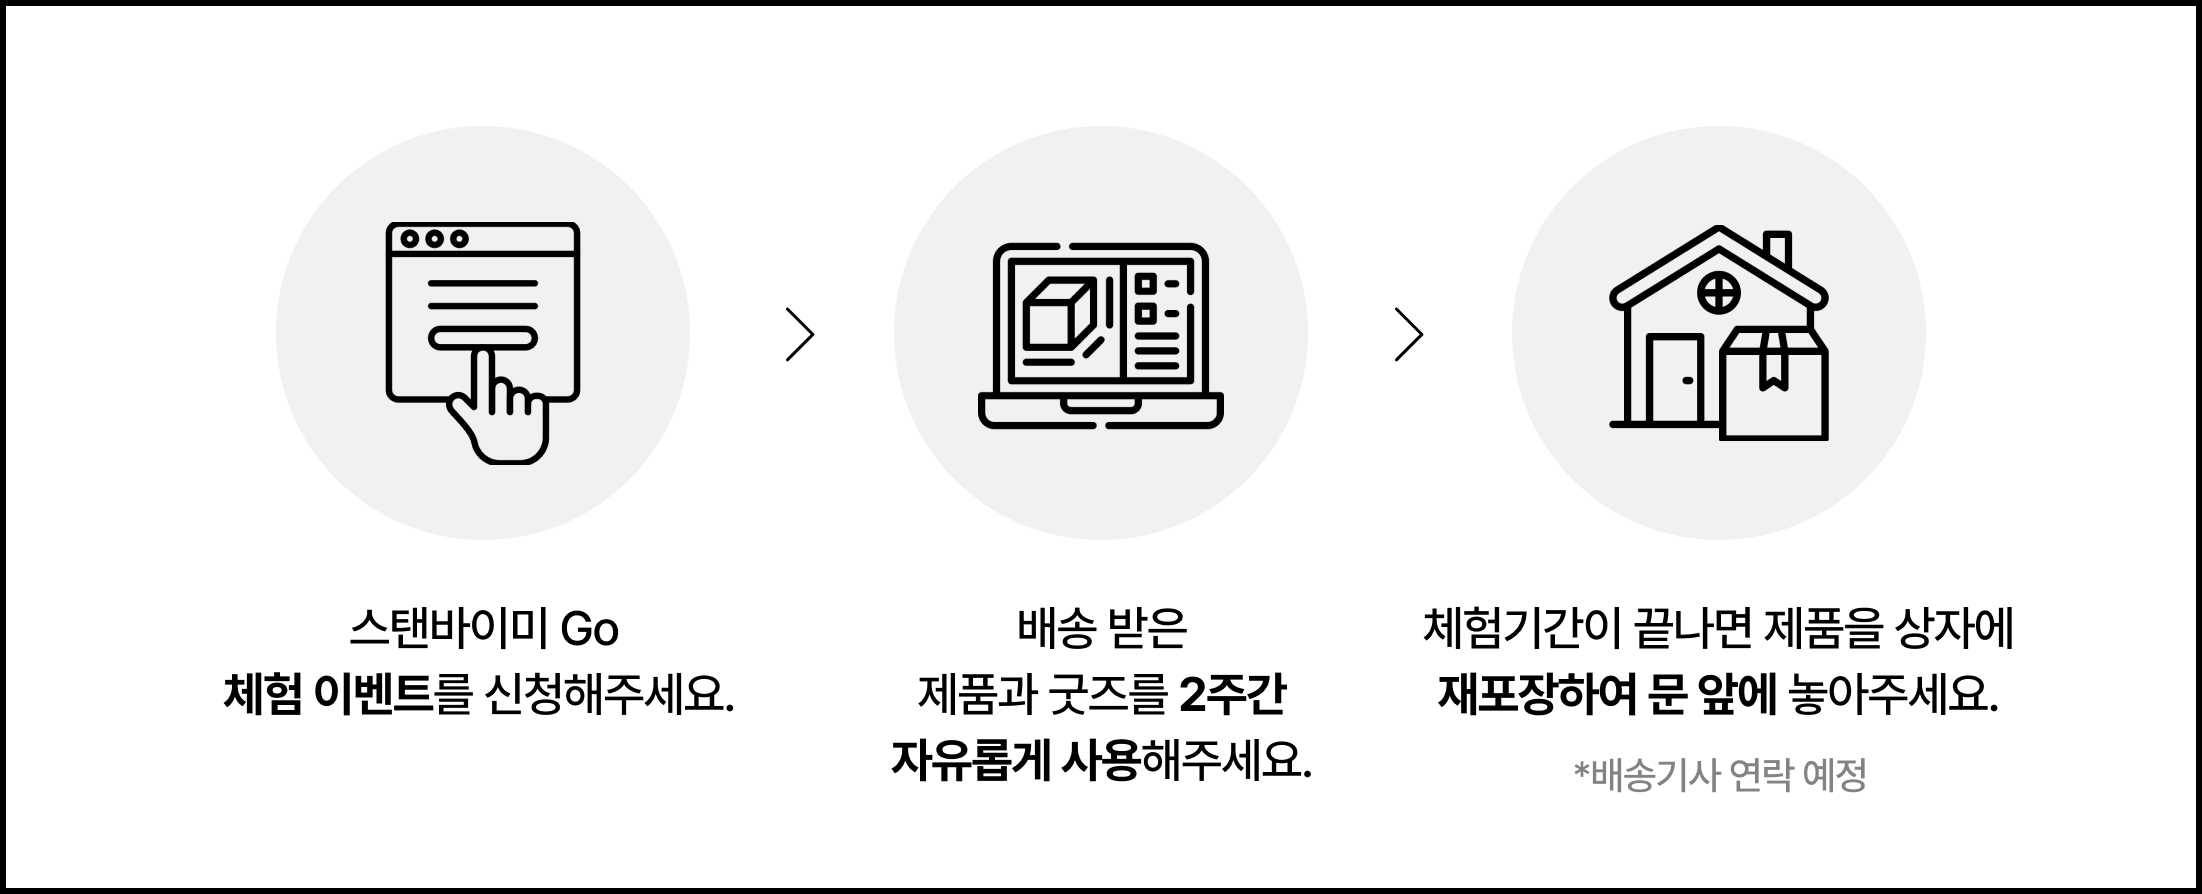 스탠바이미 Go
체험 이벤트를 신청해주세요.
배송 받은
제품과 굿즈를 2주간
자유롭게 사용해주세요.
체험기간이 끝나면 제품을 상자에
재포장하여 문 앞에 놓아주세요.
*배송기사 연락 예정